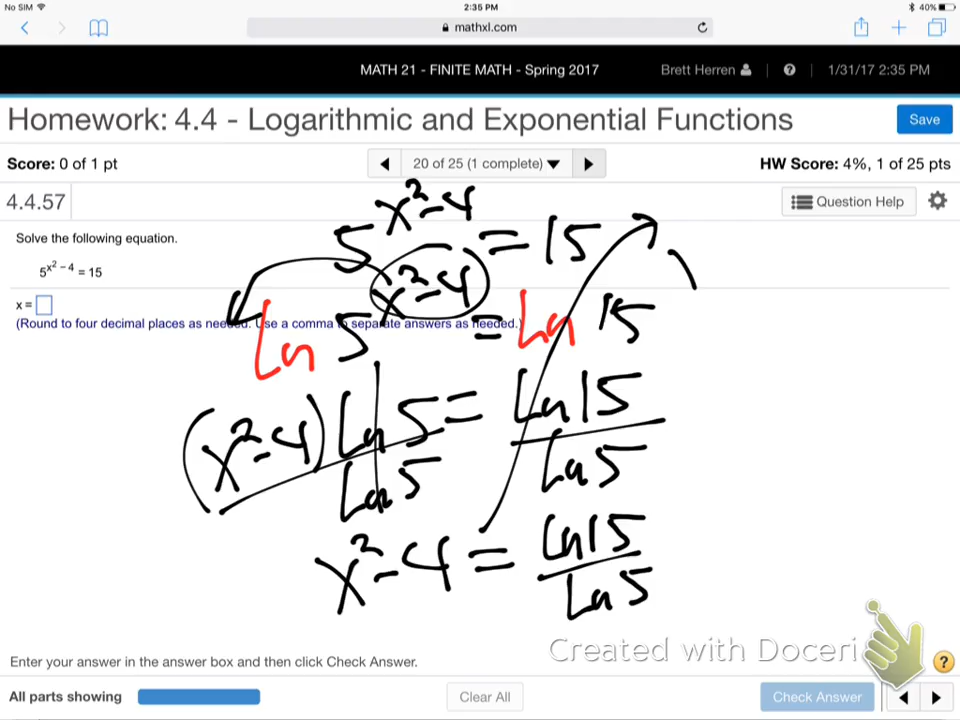 No SIM 2:35 PM 40%
mathxl.com
MATH 21 - FINITE MATH - Spring 2017 Brett Herren 1/31/17 2:35 PM
Homework: 4.4 - Logarithmic and Exponential Functions Save
Score: 0 of 1 pt 20 of 25 (1 complete) HW Score: 4%, 1 of 25 pts
4.4.57 Question Help
Solve the following equation.
5^(x²-4) = 15
5^(x² - 4) = 15
x =
(Round to four decimal places as needed. Use a comma to separate answers as needed.)
Ln 5^(x²-4) = Ln 15
(x²-4) Ln 5 / Ln 5 = Ln 15 / Ln 5
x²-4 = Ln 15 / Ln 5
Created with Doceri
Enter your answer in the answer box and then click Check Answer. ?
All parts showing Clear All Check Answer